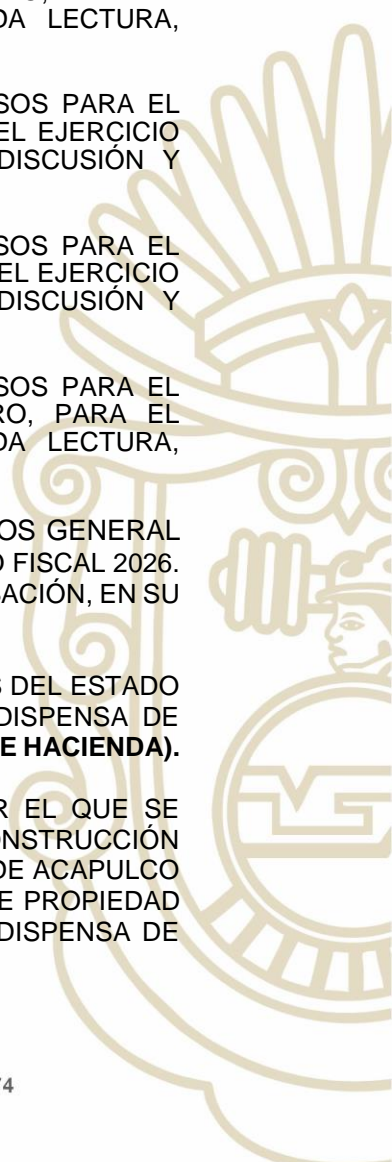 DA LECTURA,
SOS PARA EL
EL EJERCICIO
DISCUSIÓN Y
SOS PARA EL
EL EJERCICIO
DISCUSIÓN Y
SOS PARA EL
RO, PARA EL
DA LECTURA,
OS GENERAL
O FISCAL 2026.
BACIÓN, EN SU
S DEL ESTADO
DISPENSA DE
E HACIENDA).
R EL QUE SE
ONSTRUCCIÓN
DE ACAPULCO
E PROPIEDAD
DISPENSA DE
74